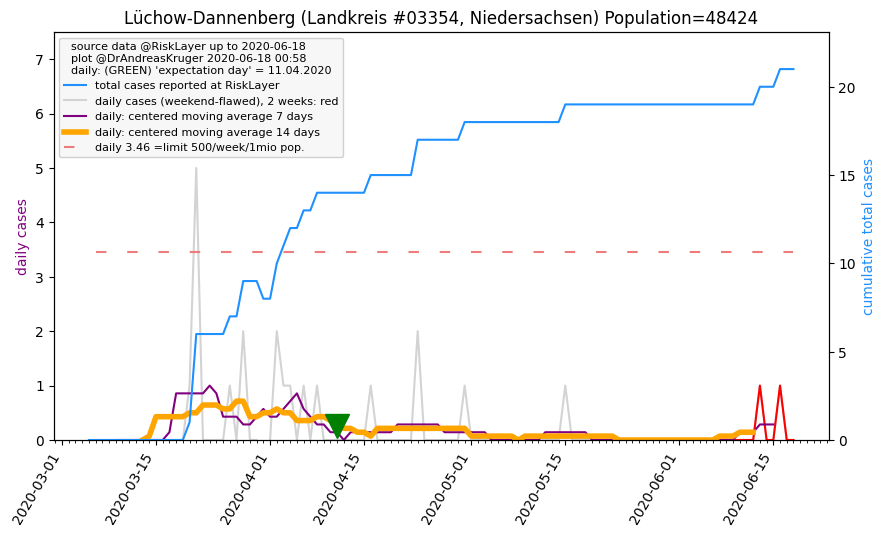 Lüchow-Dannenberg (Landkreis #03354, Niedersachsen) Population=48424
source data @RiskLayer up to 2020-06-18
plot @DrAndreasKruger 2020-06-18 00:58
daily: (GREEN) 'expectation day' = 11.04.2020
total cases reported at RiskLayer
daily cases (weekend-flawed), 2 weeks: red
daily: centered moving average 7 days
daily: centered moving average 14 days
daily 3.46 =limit 500/week/1mio pop.
daily cases
7
6
5
4
3
2
1
0
cumulative total cases
20
15
10
5
0
2020-03-01
2020-03-15
2020-04-01
2020-04-15
2020-05-01
2020-05-15
2020-06-01
2020-06-15